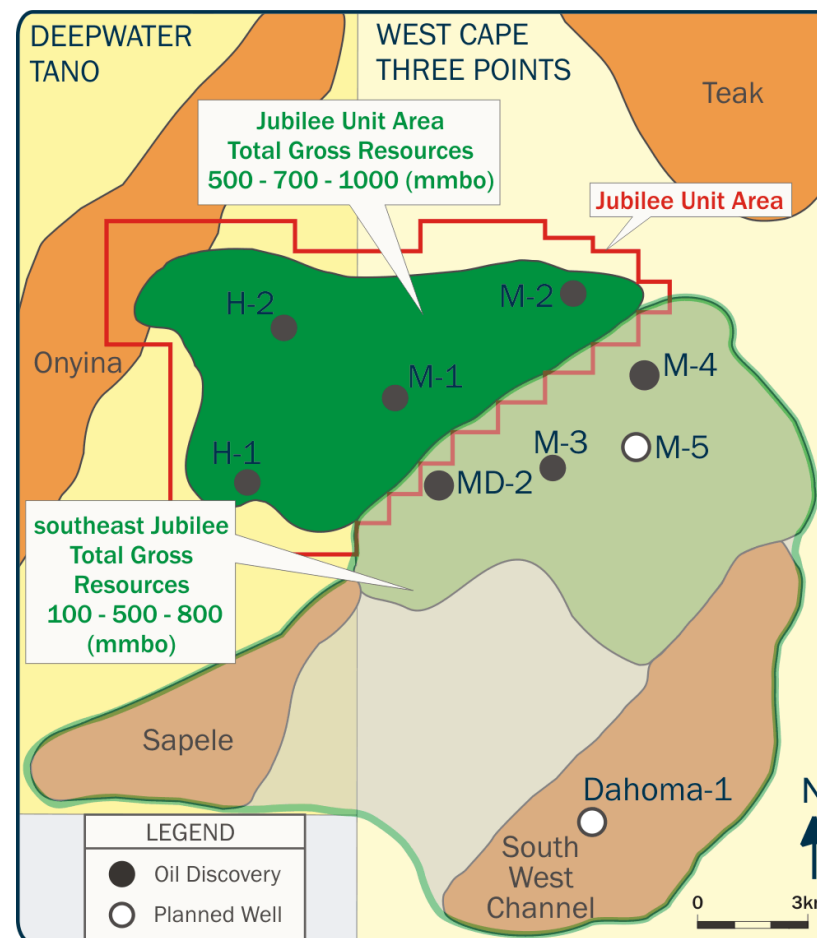 DEEPWATER
TANO
WEST CAPE
THREE POINTS
Teak
Jubilee Unit Area
Total Gross Resources
500 - 700 - 1000 (mmbo)
Jubilee Unit Area
H-2
M-2
Onyina
M-1
M-4
H-1
M-3
M-5
MD-2
southeast Jubilee
Total Gross
Resources
100 - 500 - 800
(mmbo)
Sapele
Dahoma-1
N
LEGEND
Oil Discovery
Planned Well
South
West
Channel
0
3km